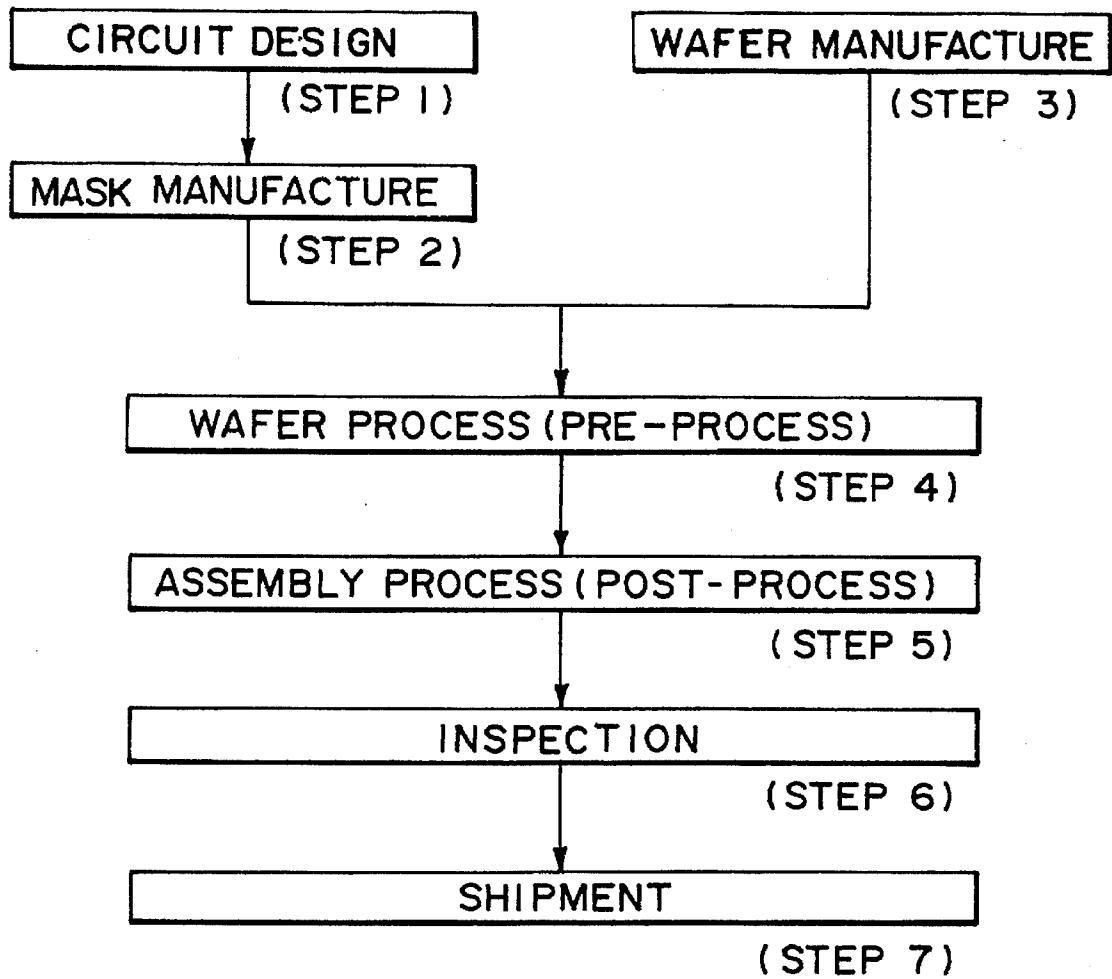 CIRCUIT DESIGN
(STEP 1)
MASK MANUFACTURE
(STEP 2)
WAFER MANUFACTURE
(STEP 3)
WAFER PROCESS (PRE-PROCESS)
(STEP 4)
ASSEMBLY PROCESS (POST-PROCESS)
(STEP 5)
INSPECTION
(STEP 6)
SHIPMENT
(STEP 7)